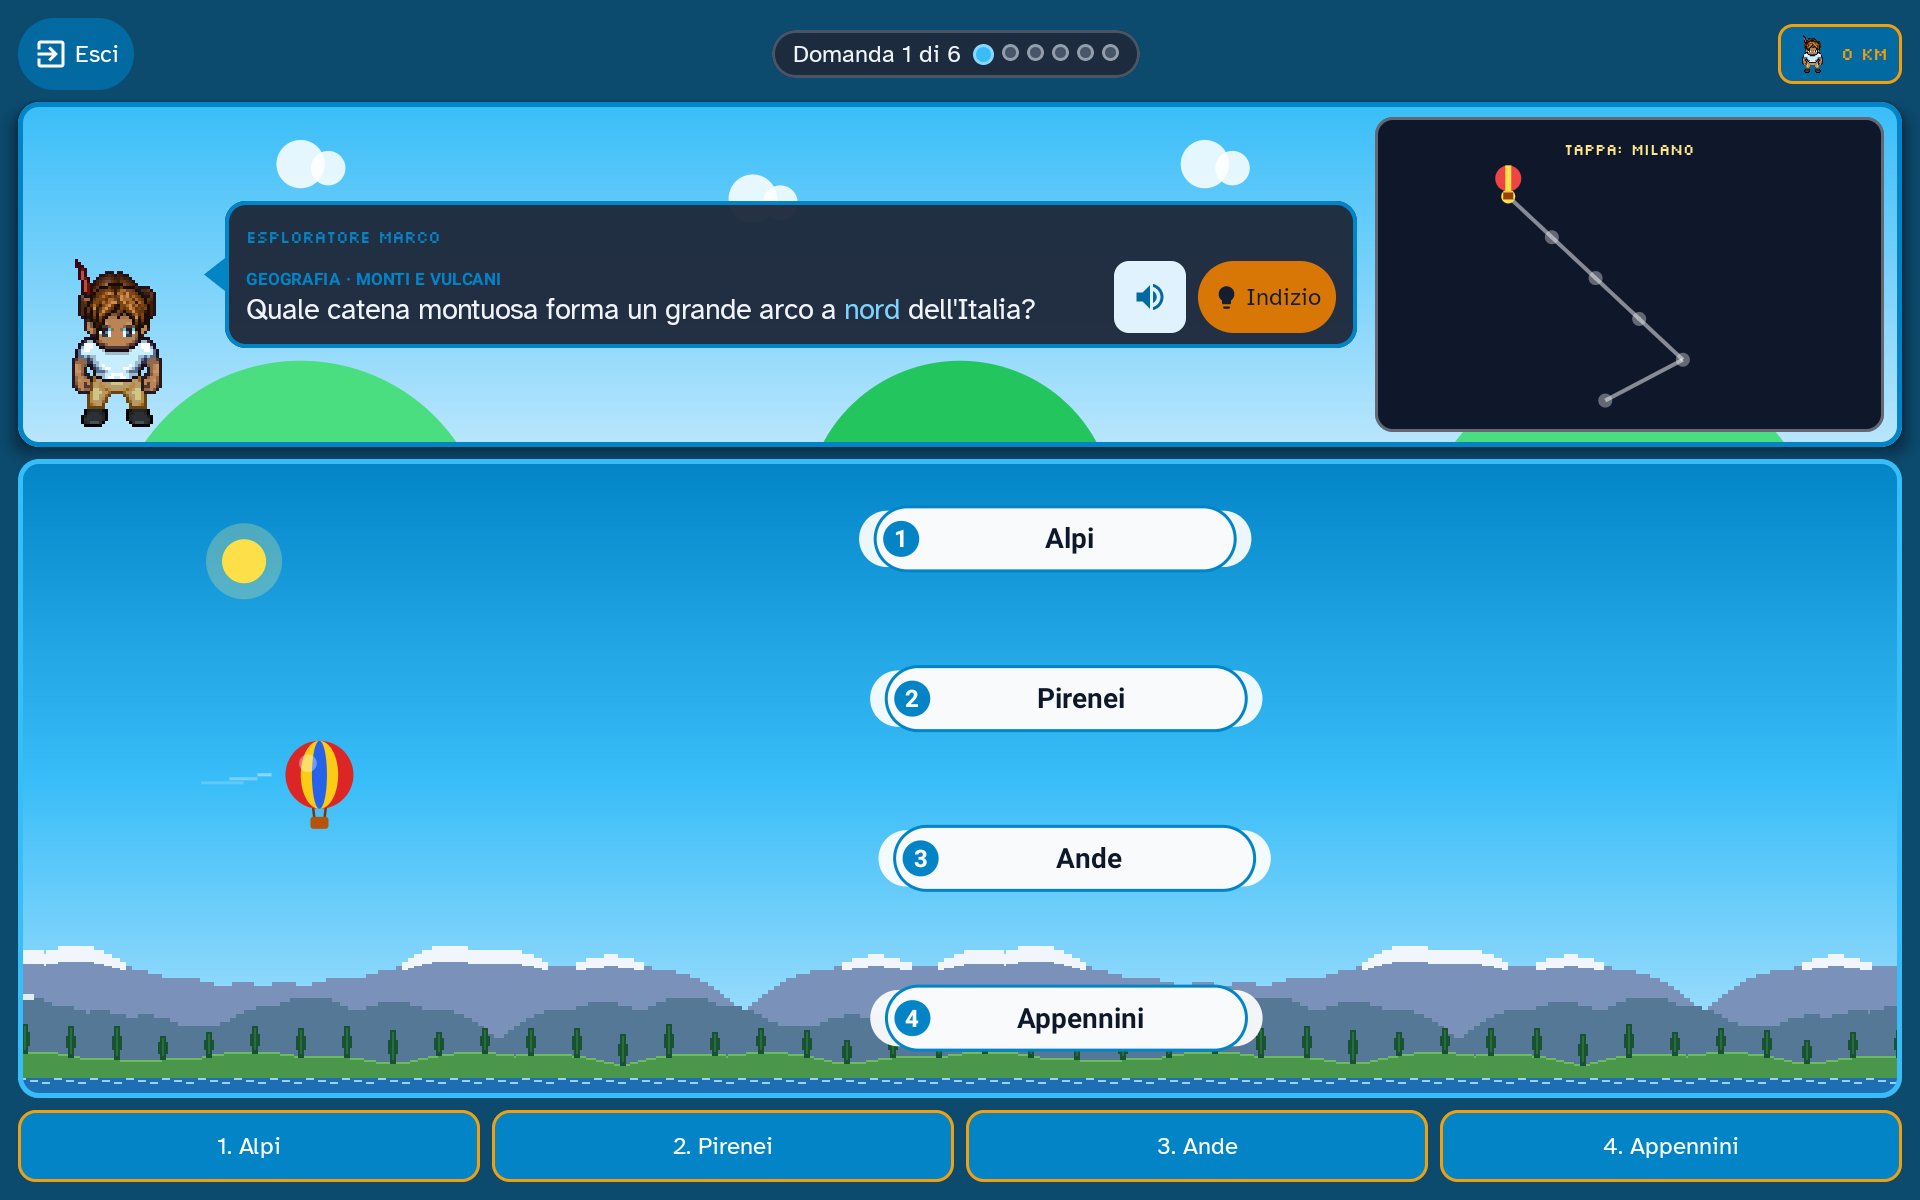 Esci
Domanda 1 di 6
0 KM
TAPPA: MILANO
ESPLORATORE MARCO
GEOGRAFIA · MONTI E VULCANI
Quale catena montuosa forma un grande arco a nord dell'Italia?
Indizio
1 Alpi
2 Pirenei
3 Ande
4 Appennini
1. Alpi
2. Pirenei
3. Ande
4. Appennini